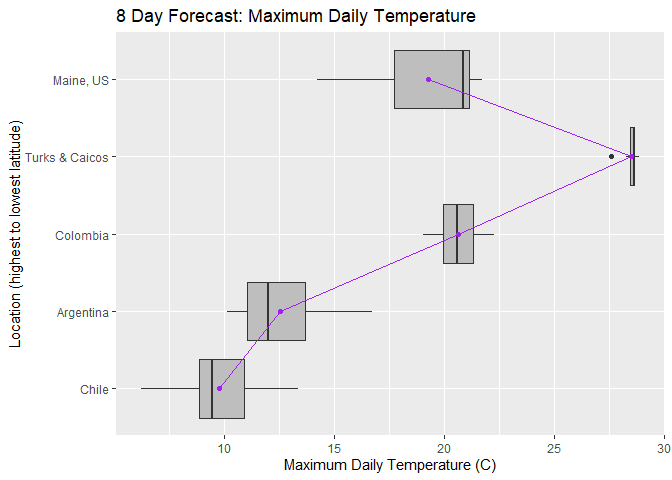 8 Day Forecast: Maximum Daily Temperature
Location (highest to lowest latitude)
Maine, US
Turks & Caicos
Colombia
Argentina
Chile
10 15 20 25 30
Maximum Daily Temperature (C)